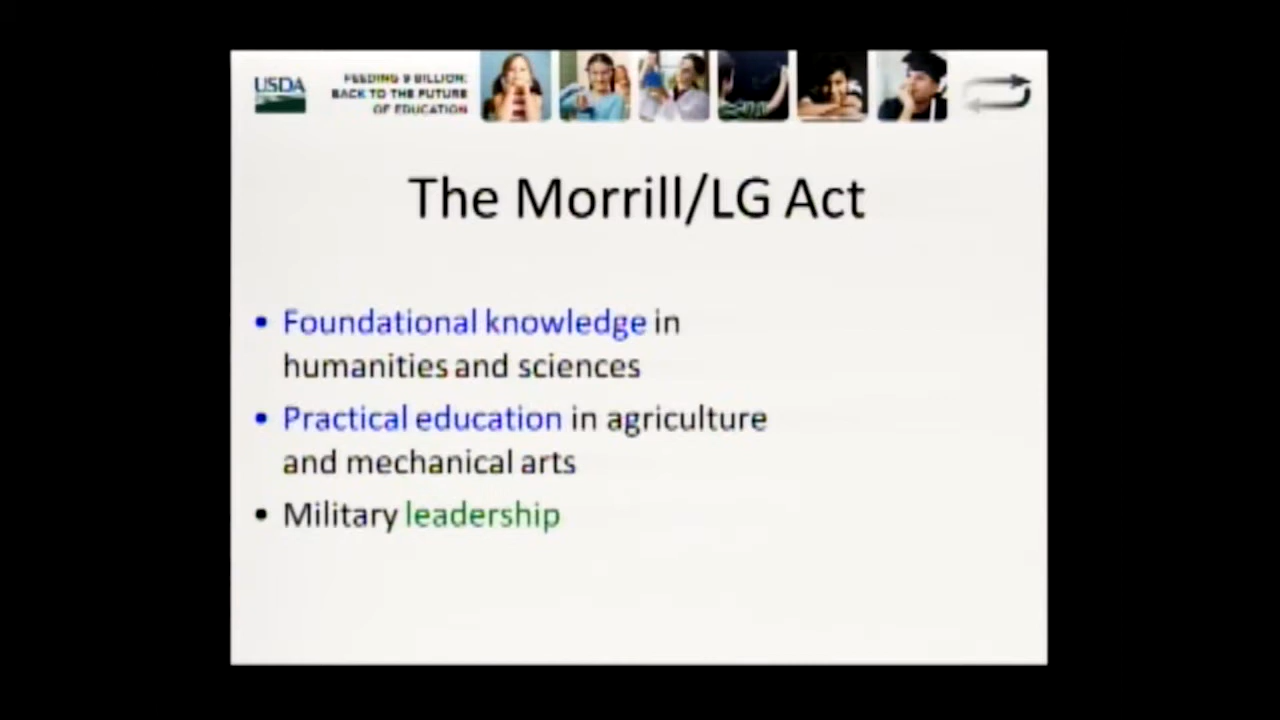 USDA
FEEDING 9 BILLION:
BACK TO THE FUTURE
OF EDUCATION
The Morrill/LG Act
• Foundational knowledge in
humanities and sciences
• Practical education in agriculture
and mechanical arts
• Military leadership